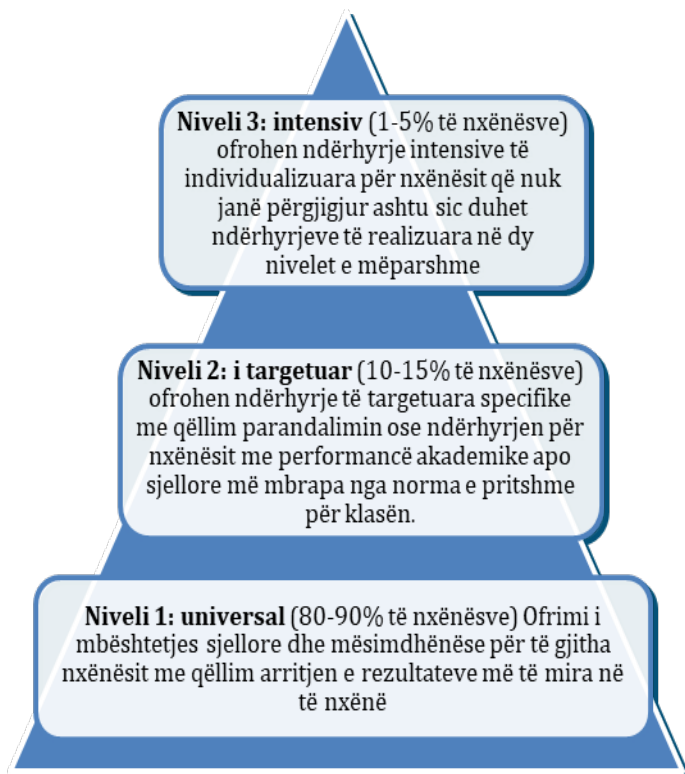 Niveli 3: intensiv (1-5% të nxënësve)
ofrohen ndërhyrje intensive të
individualizuara për nxënësit që nuk
janë përgjigjur ashtu sic duhet
ndërhyrjeve të realizuara në dy
nivelet e mëparshme
Niveli 2: i targetuar (10-15% të nxënësve)
ofrohen ndërhyrje të targetuara specifike
me qëllim parandalimin ose ndërhyrjen për
nxënësit me performancë akademike apo
sjellore më mbrapa nga norma e pritshme
për klasën.
Niveli 1: universal (80-90% të nxënësve) Ofrimi i
mbështetjes sjellore dhe mësimdhënëse për të gjitha
nxënësit me qëllim arritjen e rezultateve më të mira në
të nxënë